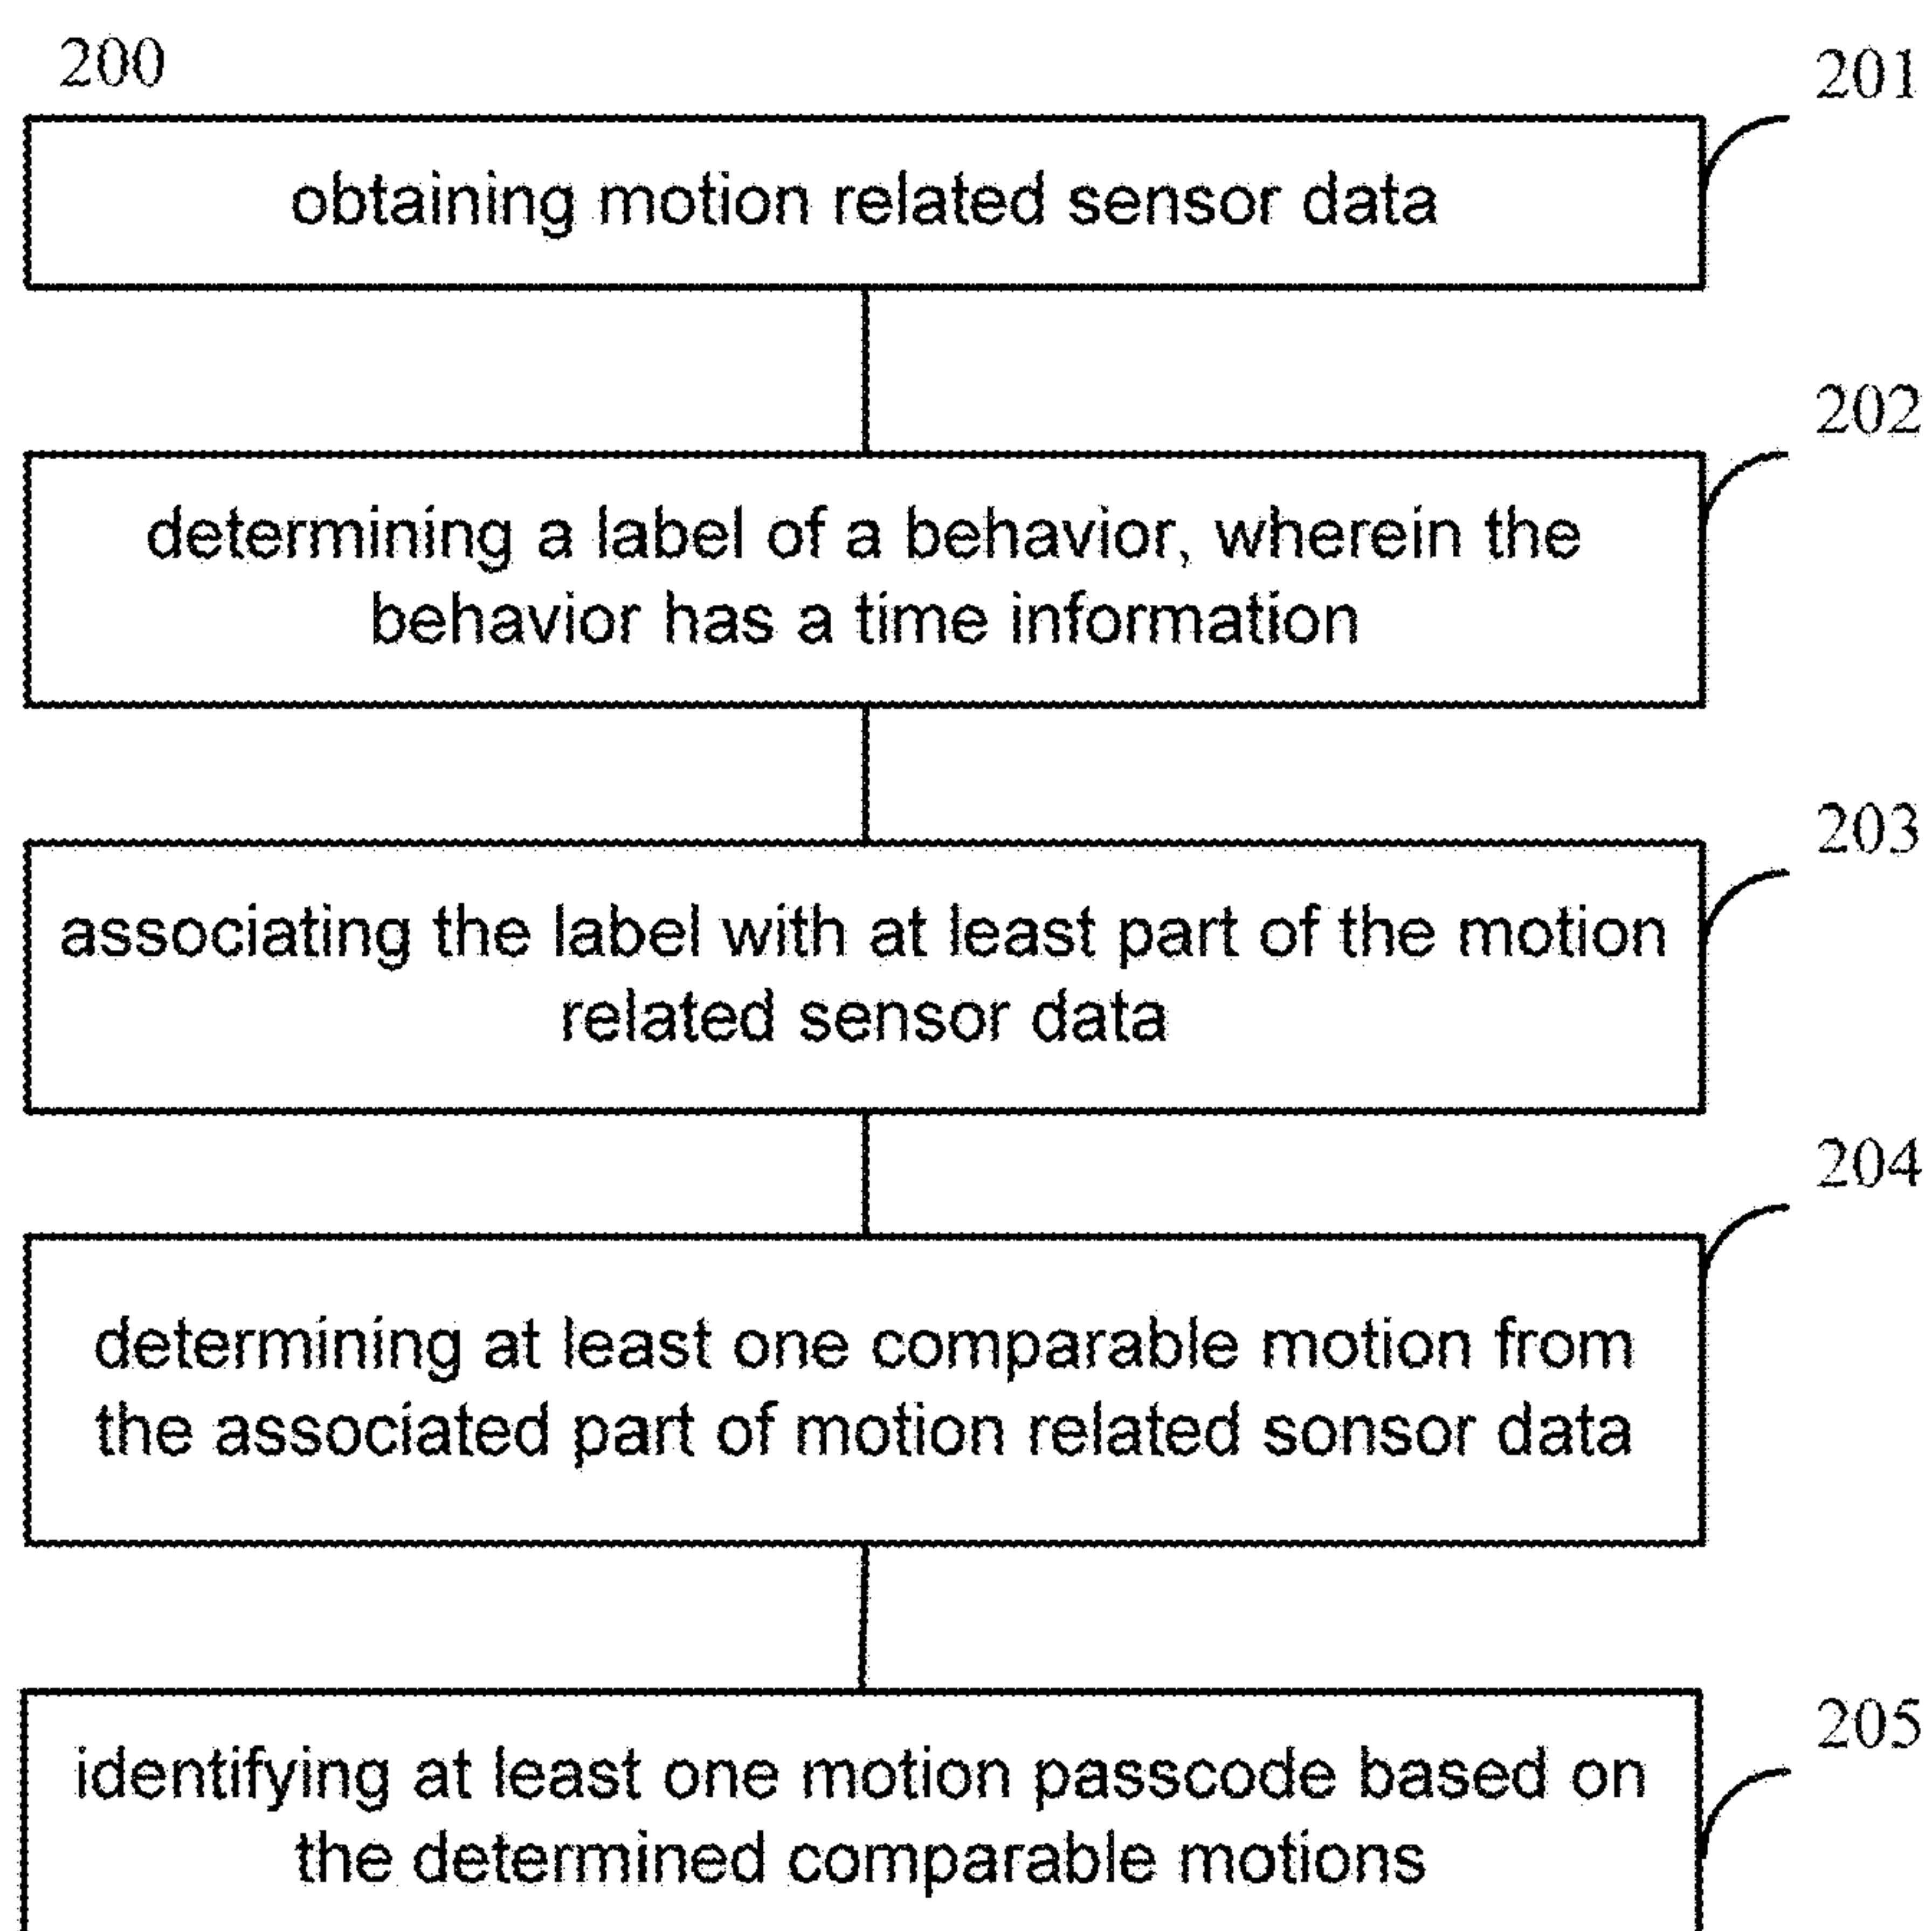 200
201
obtaining motion related sensor data
202
determining a label of a behavior, wherein the
behavior has a time information
203
associating the label with at least part of the motion
related sensor data
204
determining at least one comparable motion from
the associated part of motion related sonsor data
205
identifying at least one motion passcode based on
the determined comparable motions